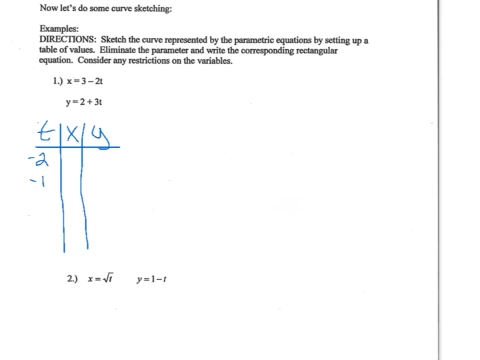 Now let's do some curve sketching:
Examples:
DIRECTIONS: Sketch the curve represented by the parametric equations by setting up a
table of values. Eliminate the parameter and write the corresponding rectangular
equation. Consider any restrictions on the variables.
1.) x = 3 – 2t
y = 2 + 3t
t x y
-2
-1
2.) x = √t y = 1 – t